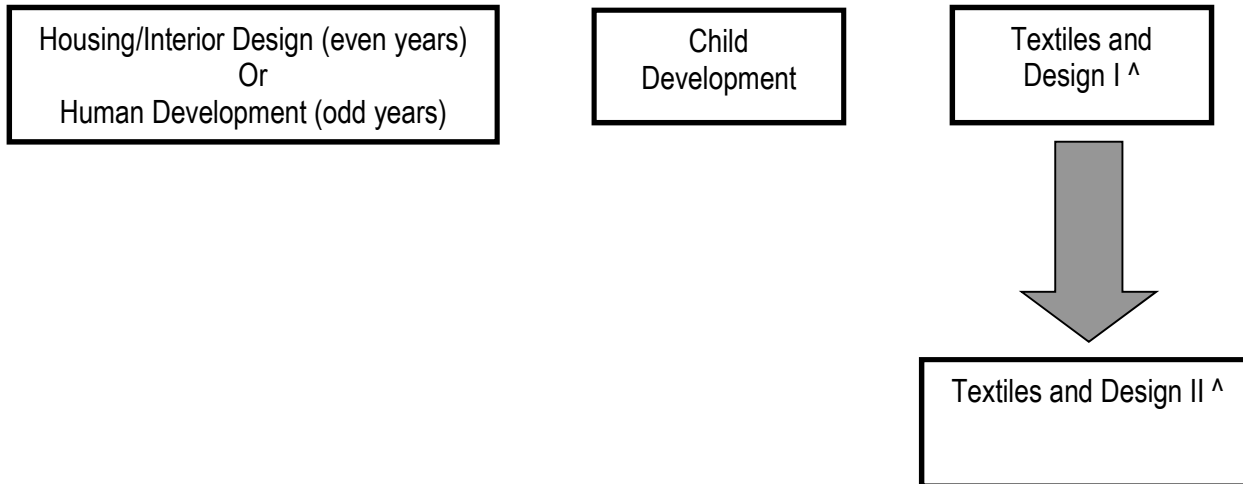 Housing/Interior Design (even years)
Or
Human Development (odd years)
Child
Development
Textiles and
Design I ^
Textiles and Design II ^